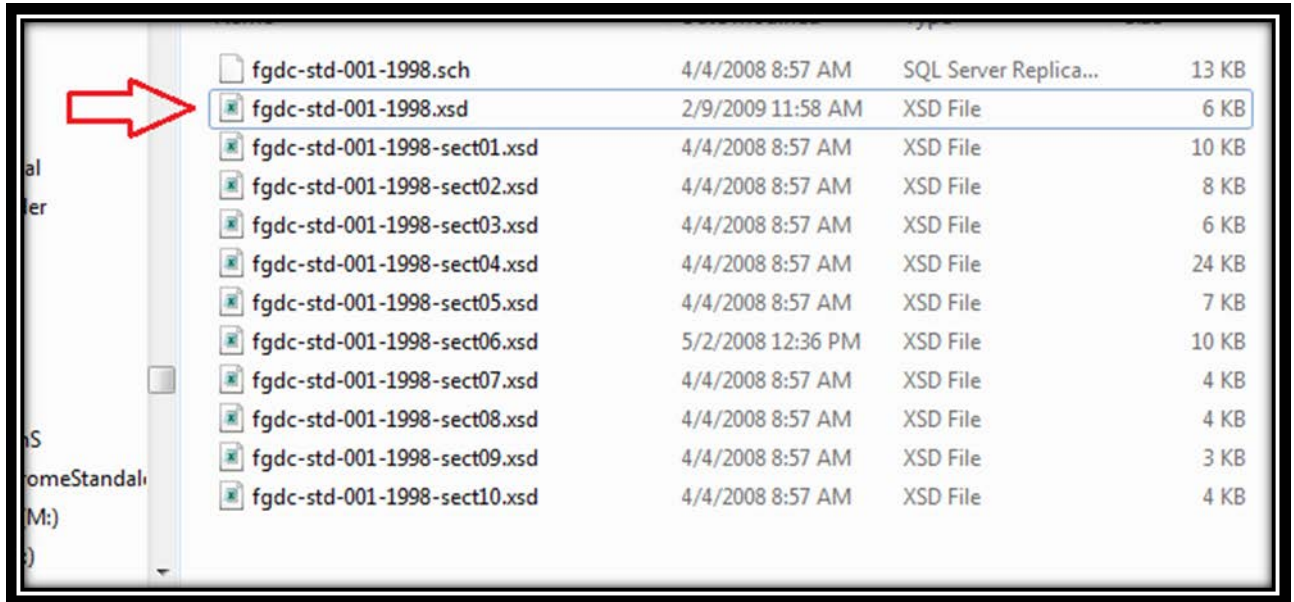 fgdc-std-001-1998.sch 4/4/2008 8:57 AM SQL Server Replica... 13 KB
fgdc-std-001-1998.xsd 2/9/2009 11:58 AM XSD File 6 KB
fgdc-std-001-1998-sect01.xsd 4/4/2008 8:57 AM XSD File 10 KB
al
fgdc-std-001-1998-sect02.xsd 4/4/2008 8:57 AM XSD File 8 KB
der
fgdc-std-001-1998-sect03.xsd 4/4/2008 8:57 AM XSD File 6 KB
fgdc-std-001-1998-sect04.xsd 4/4/2008 8:57 AM XSD File 24 KB
fgdc-std-001-1998-sect05.xsd 4/4/2008 8:57 AM XSD File 7 KB
fgdc-std-001-1998-sect06.xsd 5/2/2008 12:36 PM XSD File 10 KB
fgdc-std-001-1998-sect07.xsd 4/4/2008 8:57 AM XSD File 4 KB
fgdc-std-001-1998-sect08.xsd 4/4/2008 8:57 AM XSD File 4 KB
nS
fgdc-std-001-1998-sect09.xsd 4/4/2008 8:57 AM XSD File 3 KB
romeStandal
fgdc-std-001-1998-sect10.xsd 4/4/2008 8:57 AM XSD File 4 KB
(M:)
:)